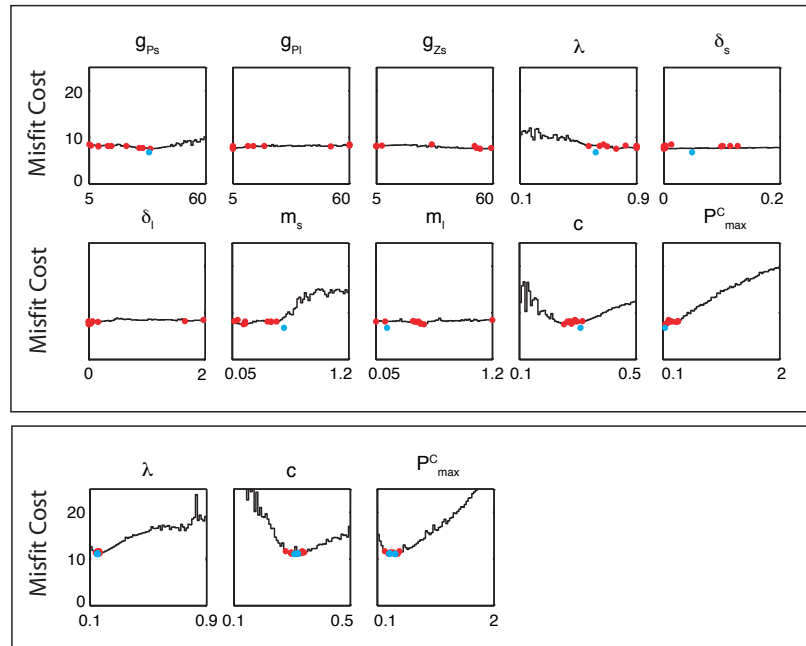 g_Ps g_Pl g_Zs λ δ_s
Misfit Cost
20
10
0
5 60 5 60 5 60 0.1 0.9 0 0.2
δ_l m_s m_l c P^C_max
Misfit Cost
0 2 0.05 1.2 0.05 1.2 0.1 0.5 0.1 2
λ c P^C_max
Misfit Cost
20
10
0
0.1 0.9 0.1 0.5 0.1 2